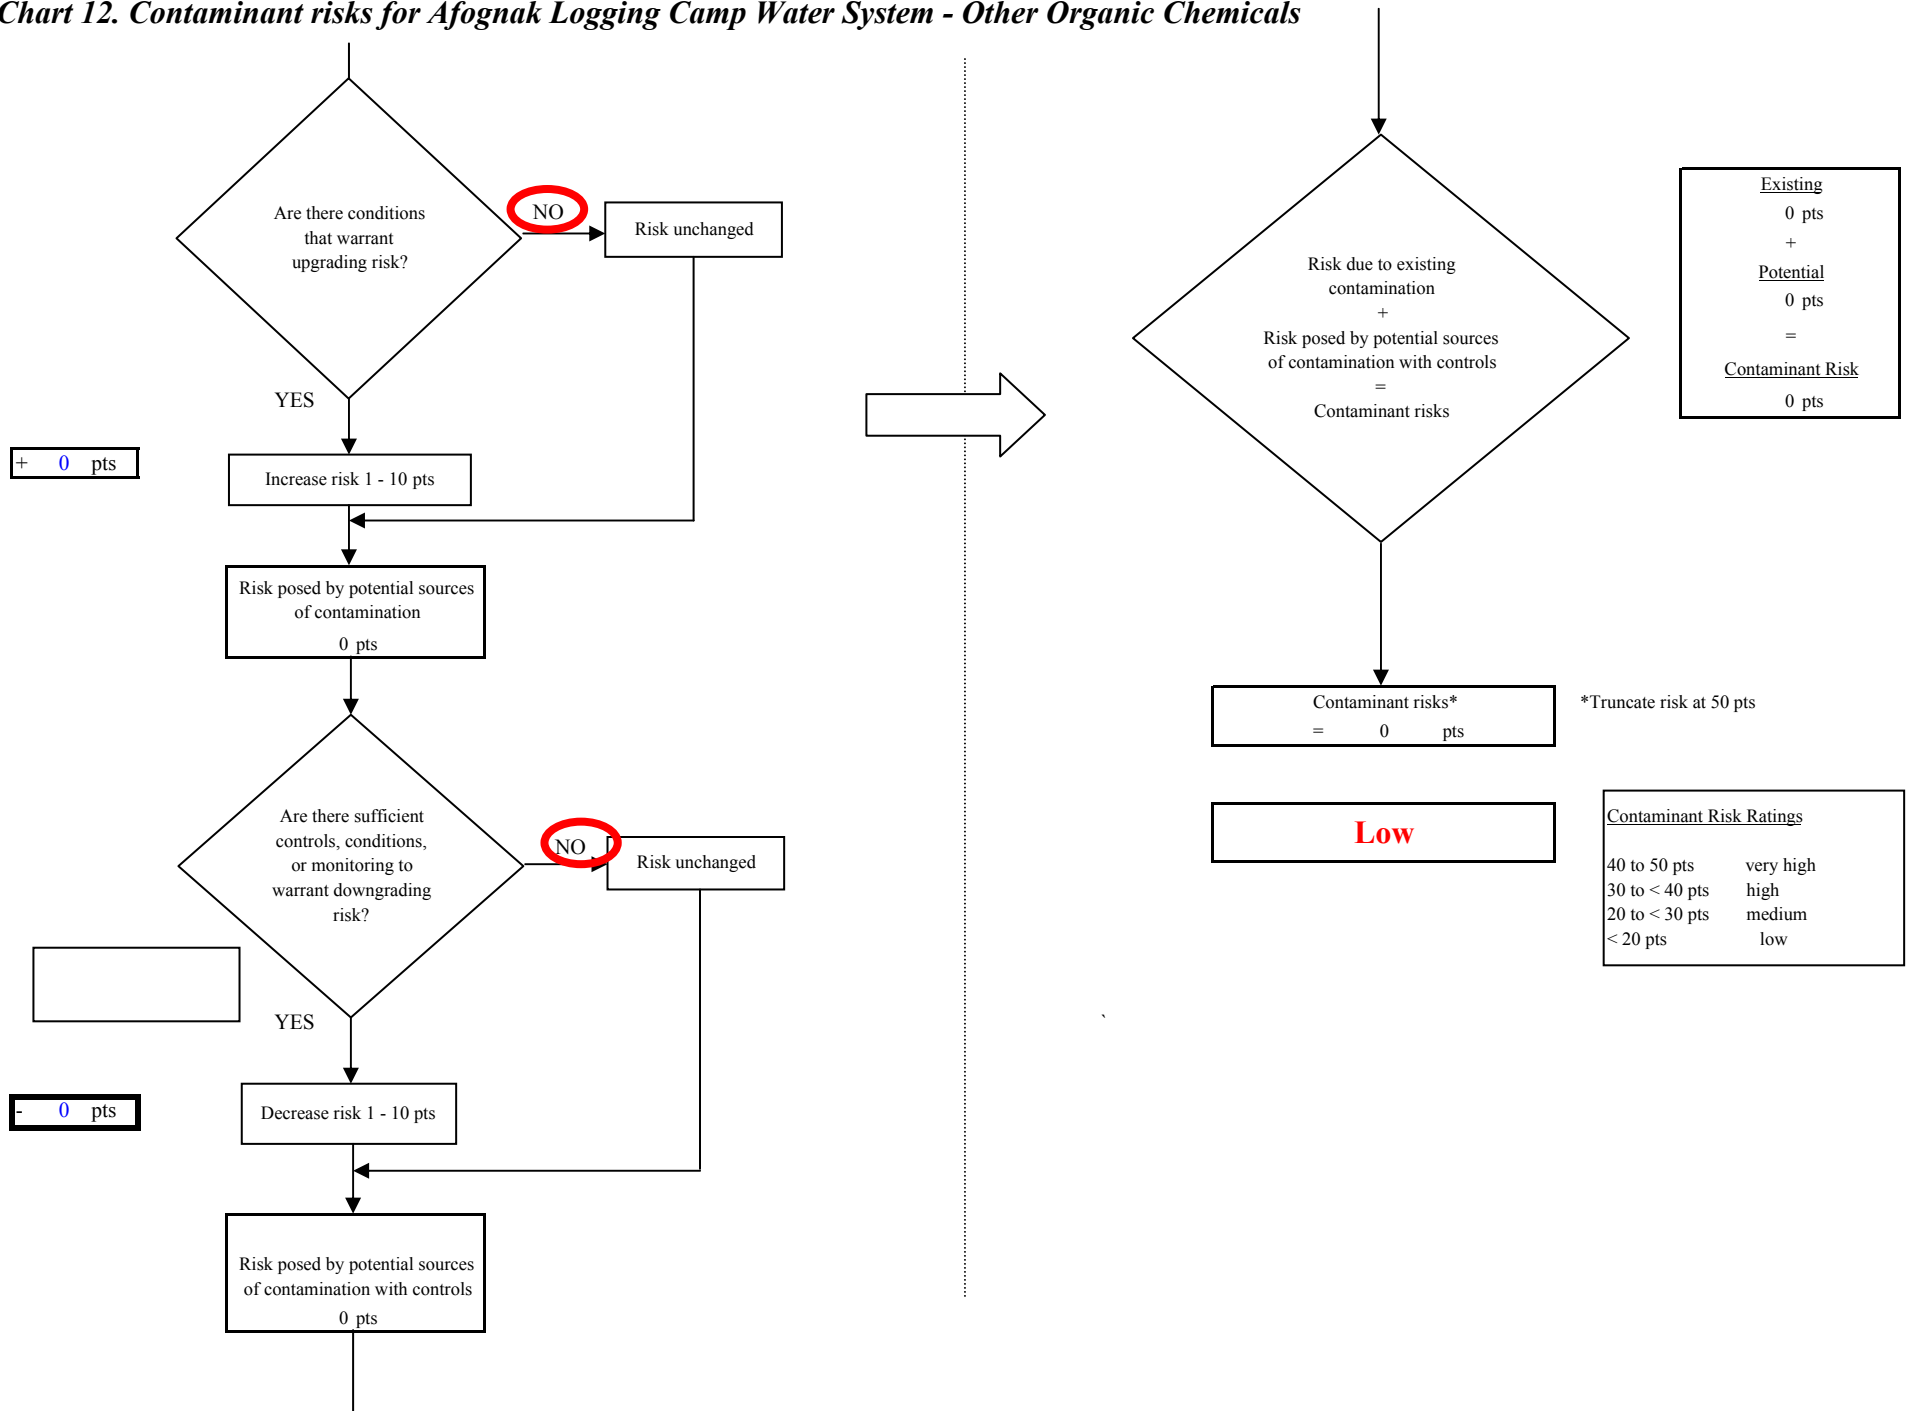 Chart 12. Contaminant risks for Afognak Logging Camp Water System - Other Organic Chemicals
Are there conditions
that warrant
upgrading risk?
NO
Risk unchanged
YES
+ 0 pts
Increase risk 1 - 10 pts
Risk posed by potential sources
of contamination
0 pts
Are there sufficient
controls, conditions,
or monitoring to
warrant downgrading
risk?
NO
Risk unchanged
YES
- 0 pts
Decrease risk 1 - 10 pts
Risk posed by potential sources
of contamination with controls
0 pts
Risk due to existing
contamination
+
Risk posed by potential sources
of contamination with controls
=
Contaminant risks
Existing
0 pts
+
Potential
0 pts
=
Contaminant Risk
0 pts
Contaminant risks*
= 0 pts
*Truncate risk at 50 pts
Low
Contaminant Risk Ratings
40 to 50 pts very high
30 to < 40 pts high
20 to < 30 pts medium
< 20 pts low
`